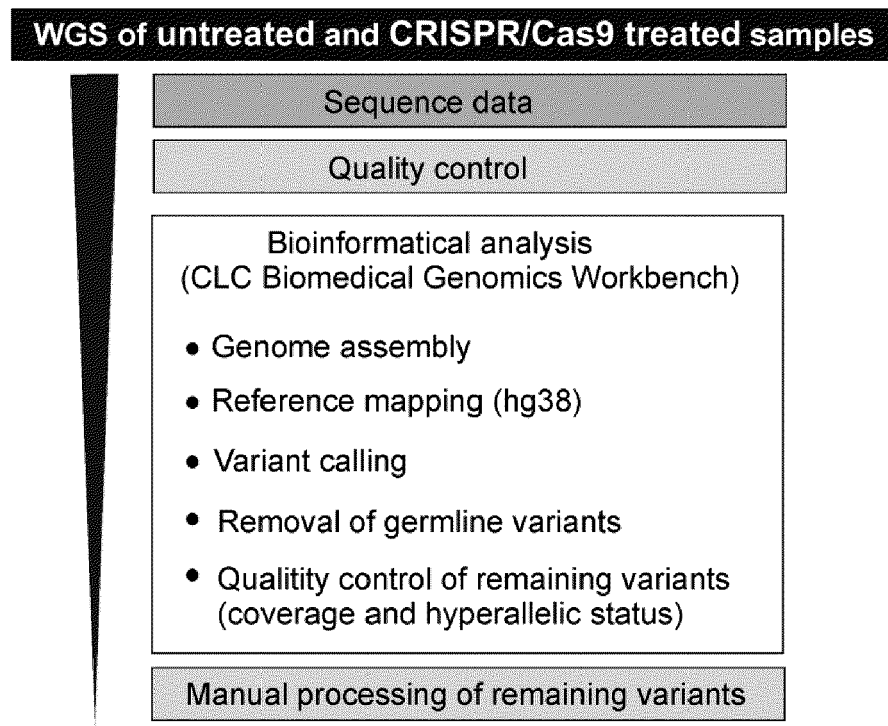 WGS of untreated and CRISPR/Cas9 treated samples
Sequence data
Quality control
Bioinformatical analysis
(CLC Biomedical Genomics Workbench)
• Genome assembly
• Reference mapping (hg38)
• Variant calling
• Removal of germline variants
• Qualitity control of remaining variants
(coverage and hyperallelic status)
Manual processing of remaining variants